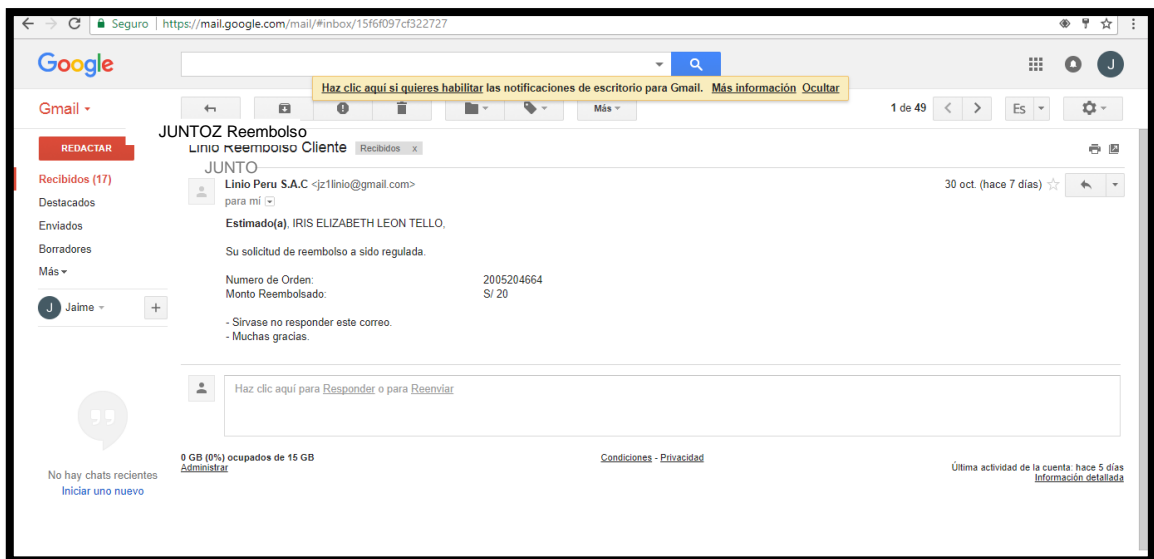 Seguro | https://mail.google.com/mail/#inbox/15f6f097cf322727
Google
J
Haz clic aquí si quieres habilitar las notificaciones de escritorio para Gmail. Más información Ocultar
Gmail
Más
1 de 49
Es
JUNTOZ Reembolso
REDACTAR
Linio Reembolso Cliente Recibidos x
JUNTO
Recibidos (17)
Linio Peru S.A.C <jz1linio@gmail.com>
30 oct. (hace 7 días)
Destacados
para mí
Enviados
Estimado(a), IRIS ELIZABETH LEON TELLO,
Borradores
Su solicitud de reembolso a sido regulada.
Más
Numero de Orden: 2005204664
Monto Reembolsado: S/ 20
J Jaime +
- Sirvase no responder este correo.
- Muchas gracias.
Haz clic aquí para Responder o para Reenviar
0 GB (0%) ocupados de 15 GB
Administrar
Condiciones - Privacidad
Última actividad de la cuenta: hace 5 días
Información detallada
No hay chats recientes
Iniciar uno nuevo